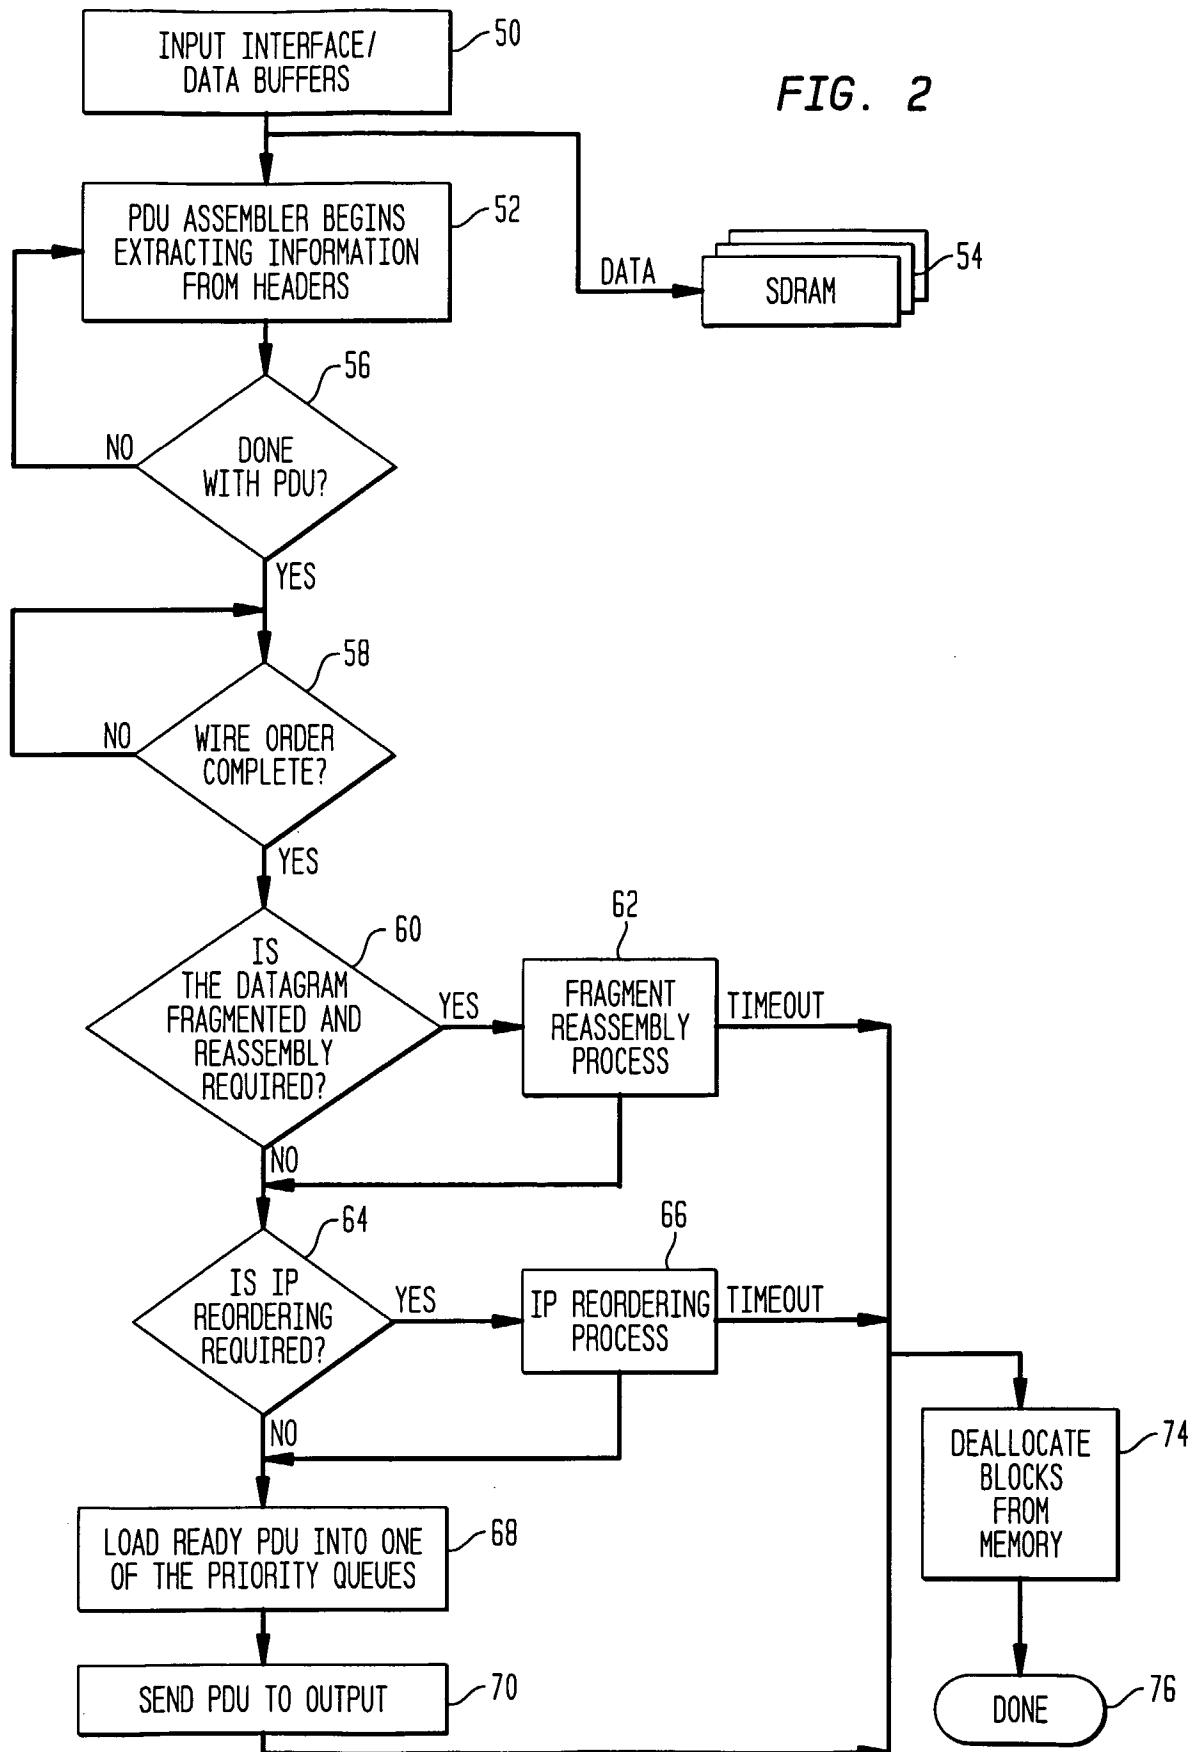 INPUT INTERFACE/
DATA BUFFERS
50
FIG. 2
PDU ASSEMBLER BEGINS
EXTRACTING INFORMATION
FROM HEADERS
52
DATA
SDRAM
54
56
NO
DONE
WITH PDU?
YES
58
NO
WIRE ORDER
COMPLETE?
YES
60
IS
THE DATAGRAM
FRAGMENTED AND
REASSEMBLY
REQUIRED?
YES
62
FRAGMENT
REASSEMBLY
PROCESS
TIMEOUT
NO
64
IS IP
REORDERING
REQUIRED?
YES
66
IP REORDERING
PROCESS
TIMEOUT
NO
LOAD READY PDU INTO ONE
OF THE PRIORITY QUEUES
68
DEALLOCATE
BLOCKS
FROM
MEMORY
74
SEND PDU TO OUTPUT
70
DONE
76